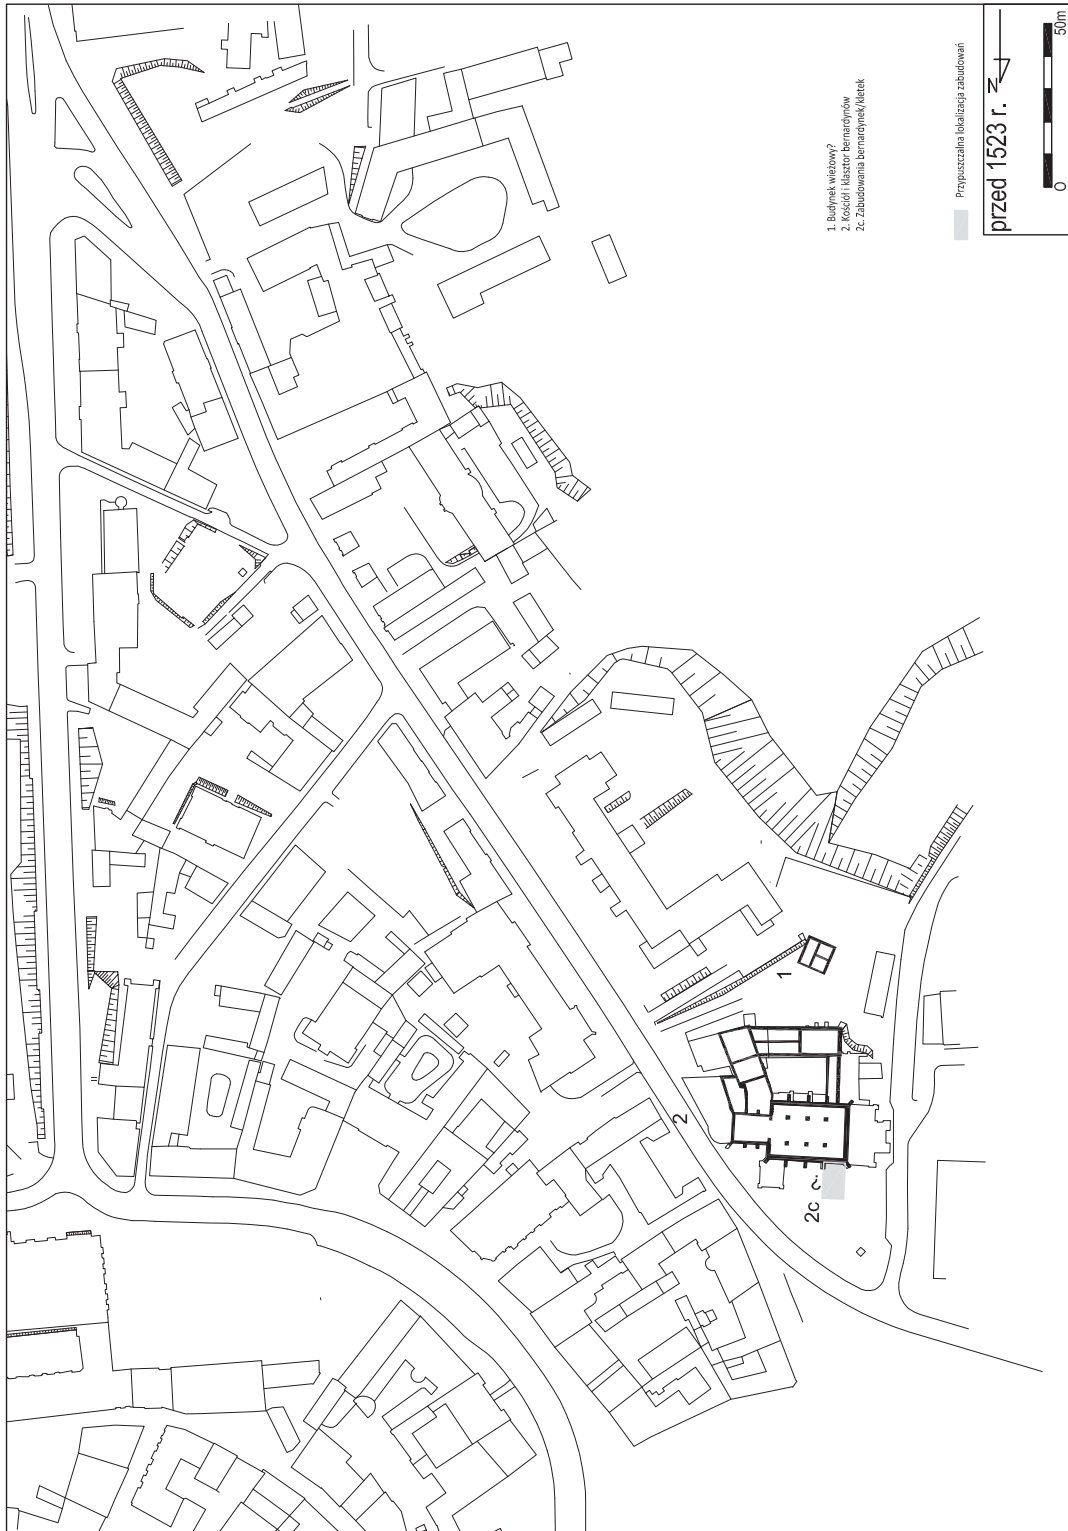 1. Budynek wieżowy?
2. Kościół i klasztor bernardynów
2c. Zabudowania bernardynek/kletek
Przypuszczalna lokalizacja zabudowań
przed 1523 r.
N
0
50m
1
2
2c ?